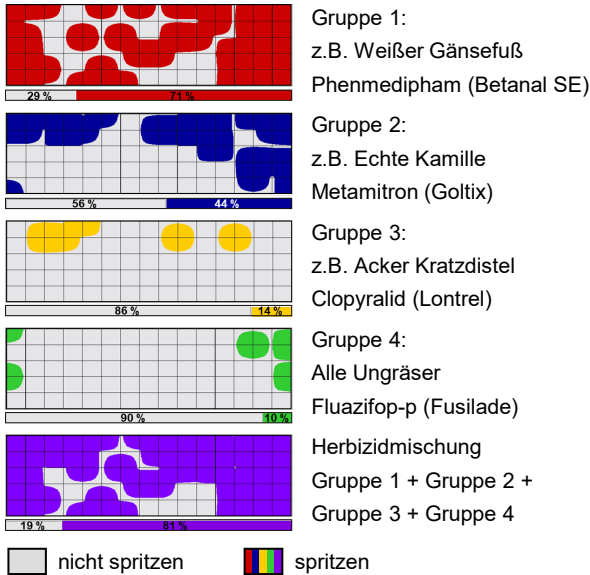 Gruppe 1:
z.B. Weißer Gänsefuß
Phenmedipham (Betanal SE)
29 % 71 %
Gruppe 2:
z.B. Echte Kamille
Metamitron (Goltix)
56 % 44 %
Gruppe 3:
z.B. Acker Kratzdistel
Clopyralid (Lontrel)
86 % 14 %
Gruppe 4:
Alle Ungräser
Fluazifop-p (Fusilade)
90 % 10 %
Herbizidmischung
Gruppe 1 + Gruppe 2 +
Gruppe 3 + Gruppe 4
19 % 81 %
nicht spritzen spritzen